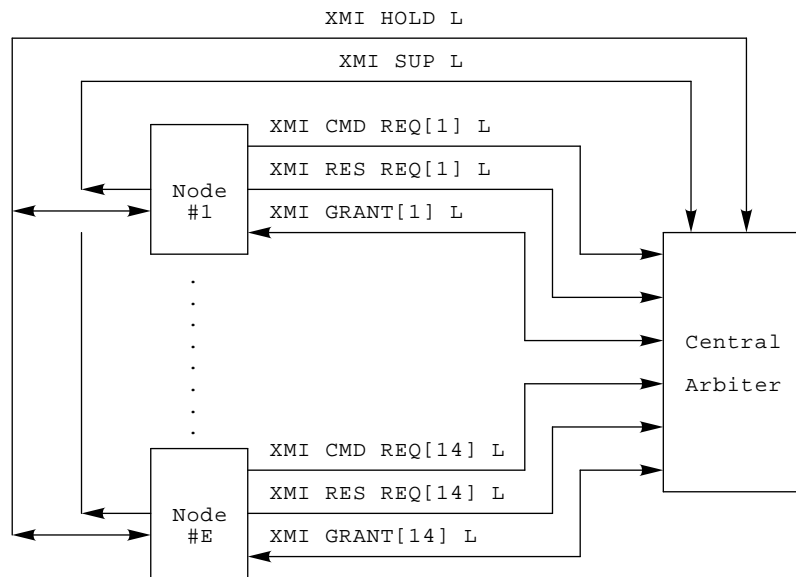 XMI HOLD L
XMI SUP L
XMI CMD REQ[1] L
XMI RES REQ[1] L
XMI GRANT[1] L
Node
#1
Central
Arbiter
XMI CMD REQ[14] L
XMI RES REQ[14] L
XMI GRANT[14] L
Node
#E